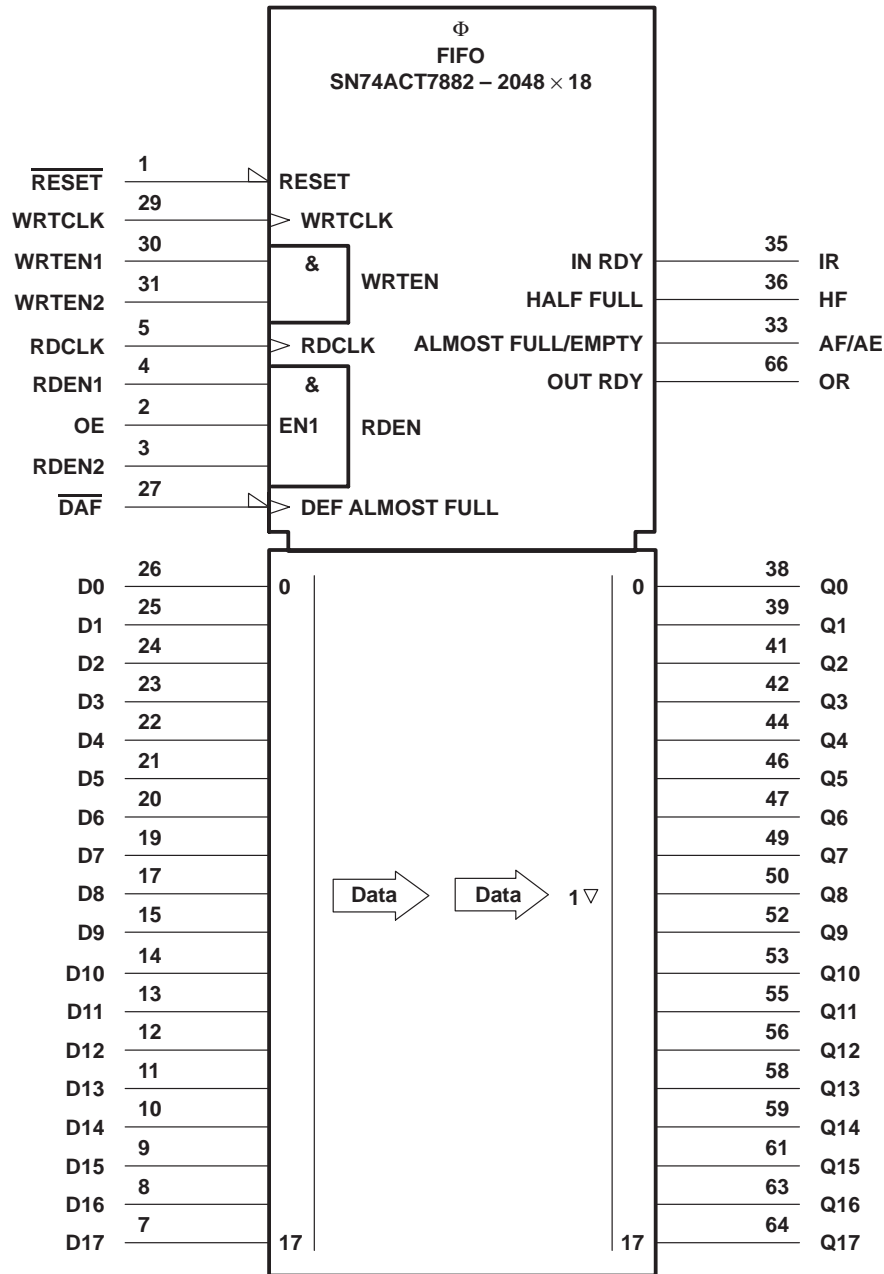 Φ
FIFO
SN74ACT7882 – 2048 × 18
RESET 1 RESET
WRTCLK 29 WRTCLK
WRTEN1 30 & IN RDY 35 IR
WRTEN
WRTEN2 31 HALF FULL 36 HF
RDCLK 5 RDCLK ALMOST FULL/EMPTY 33 AF/AE
RDEN1 4 & OUT RDY 66 OR
OE 2 EN1 RDEN
RDEN2 3
DAF 27 DEF ALMOST FULL
D0 26 0 0 38 Q0
D1 25 39 Q1
D2 24 41 Q2
D3 23 42 Q3
D4 22 44 Q4
D5 21 46 Q5
D6 20 47 Q6
D7 19 49 Q7
D8 17 Data Data 1 50 Q8
D9 15 52 Q9
D10 14 53 Q10
D11 13 55 Q11
D12 12 56 Q12
D13 11 58 Q13
D14 10 59 Q14
D15 9 61 Q15
D16 8 63 Q16
D17 7 17 17 64 Q17